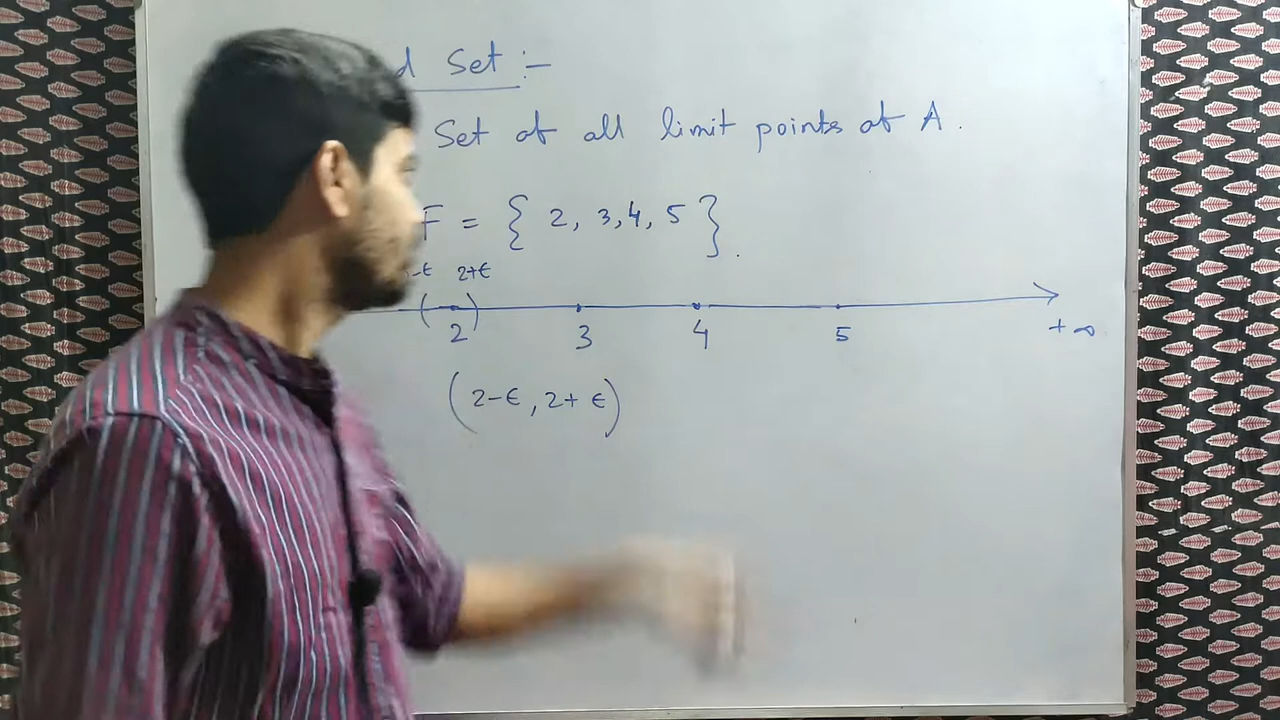 d Set :-
Set of all limit points of A.
F = { 2, 3, 4, 5 }.
-ϵ 2+ϵ
( 2 ) 3 4 5 +∞
(2-ϵ, 2+ϵ)